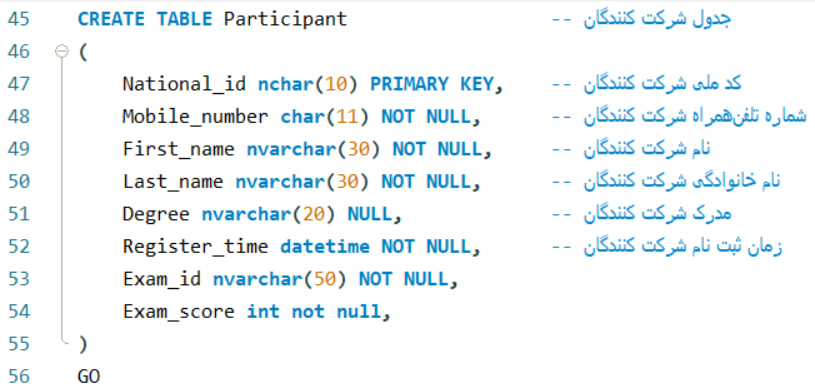 45 CREATE TABLE Participant -- جدول شرکت کنندگان
46 (
47 National_id nchar(10) PRIMARY KEY, -- کد ملی شرکت کنندگان
48 Mobile_number char(11) NOT NULL, -- شماره تلفن‌همراه شرکت کنندگان
49 First_name nvarchar(30) NOT NULL, -- نام شرکت کنندگان
50 Last_name nvarchar(30) NOT NULL, -- نام خانوادگی شرکت کنندگان
51 Degree nvarchar(20) NULL, -- مدرک شرکت کنندگان
52 Register_time datetime NOT NULL, -- زمان ثبت نام شرکت کنندگان
53 Exam_id nvarchar(50) NOT NULL,
54 Exam_score int not null,
55 )
56 GO